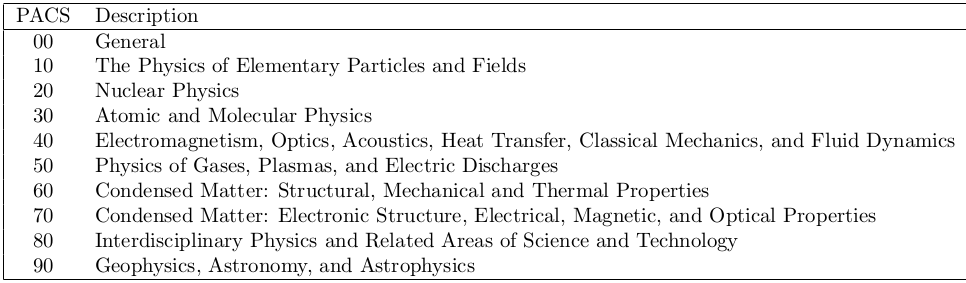 PACS Description
00 General
10 The Physics of Elementary Particles and Fields
20 Nuclear Physics
30 Atomic and Molecular Physics
40 Electromagnetism, Optics, Acoustics, Heat Transfer, Classical Mechanics, and Fluid Dynamics
50 Physics of Gases, Plasmas, and Electric Discharges
60 Condensed Matter: Structural, Mechanical and Thermal Properties
70 Condensed Matter: Electronic Structure, Electrical, Magnetic, and Optical Properties
80 Interdisciplinary Physics and Related Areas of Science and Technology
90 Geophysics, Astronomy, and Astrophysics